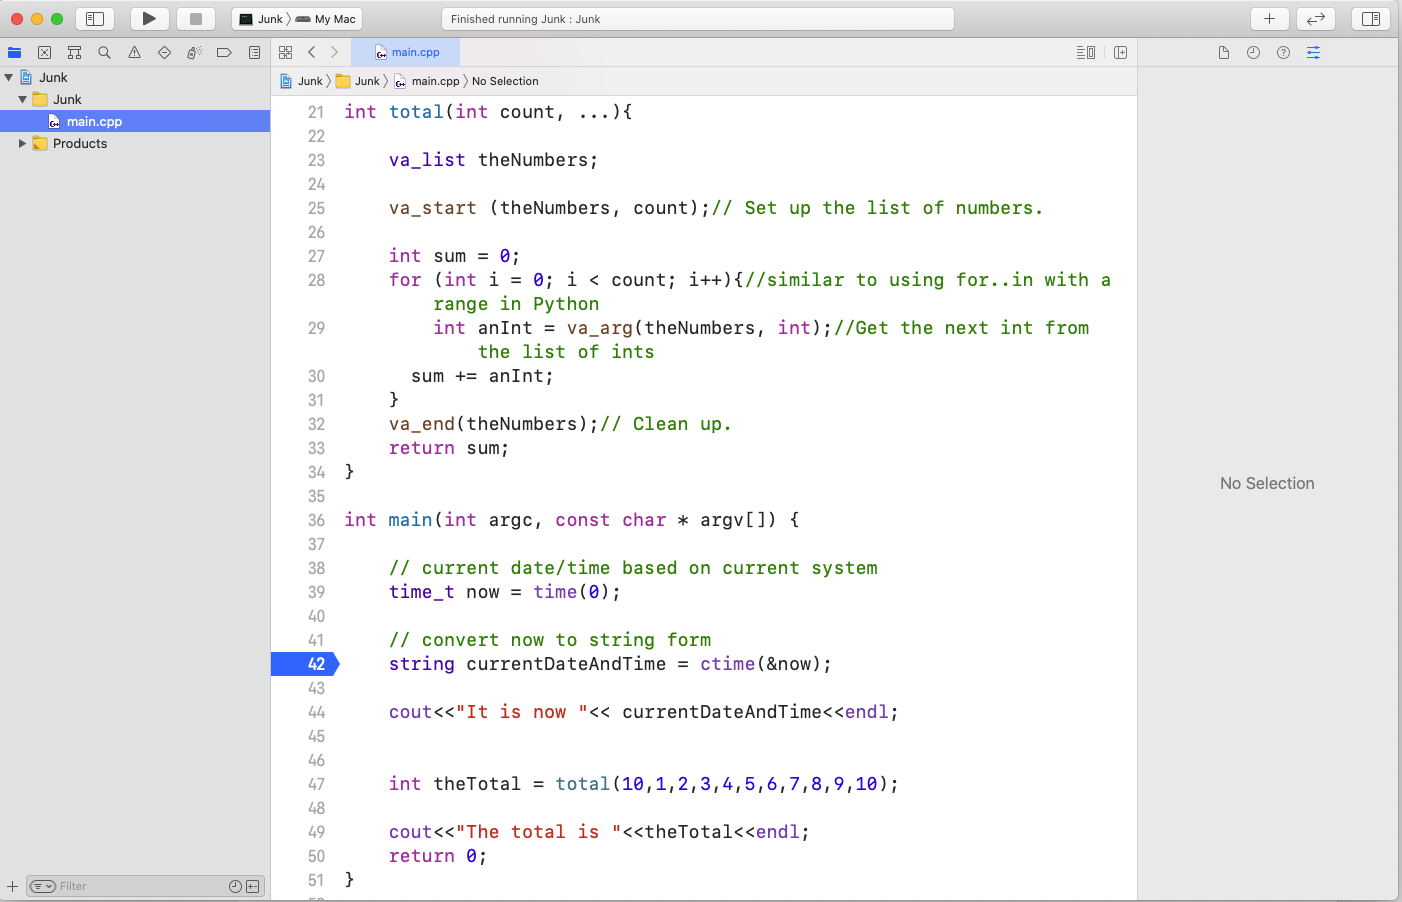 Junk
My Mac
Finished running Junk : Junk
main.cpp
Junk
Junk
main.cpp
Products
Junk
Junk
main.cpp
No Selection
21 int total(int count, ...){
22
23 va_list theNumbers;
24
25 va_start (theNumbers, count);// Set up the list of numbers.
26
27 int sum = 0;
28 for (int i = 0; i < count; i++){//similar to using for..in with a
range in Python
29 int anInt = va_arg(theNumbers, int);//Get the next int from
the list of ints
30 sum += anInt;
31 }
32 va_end(theNumbers);// Clean up.
33 return sum;
34 }
35
36 int main(int argc, const char * argv[]) {
37
38 // current date/time based on current system
39 time_t now = time(0);
40
41 // convert now to string form
42 string currentDateAndTime = ctime(&now);
43
44 cout<<"It is now "<< currentDateAndTime<<endl;
45
46
47 int theTotal = total(10,1,2,3,4,5,6,7,8,9,10);
48
49 cout<<"The total is "<<theTotal<<endl;
50 return 0;
51 }
No Selection
Filter